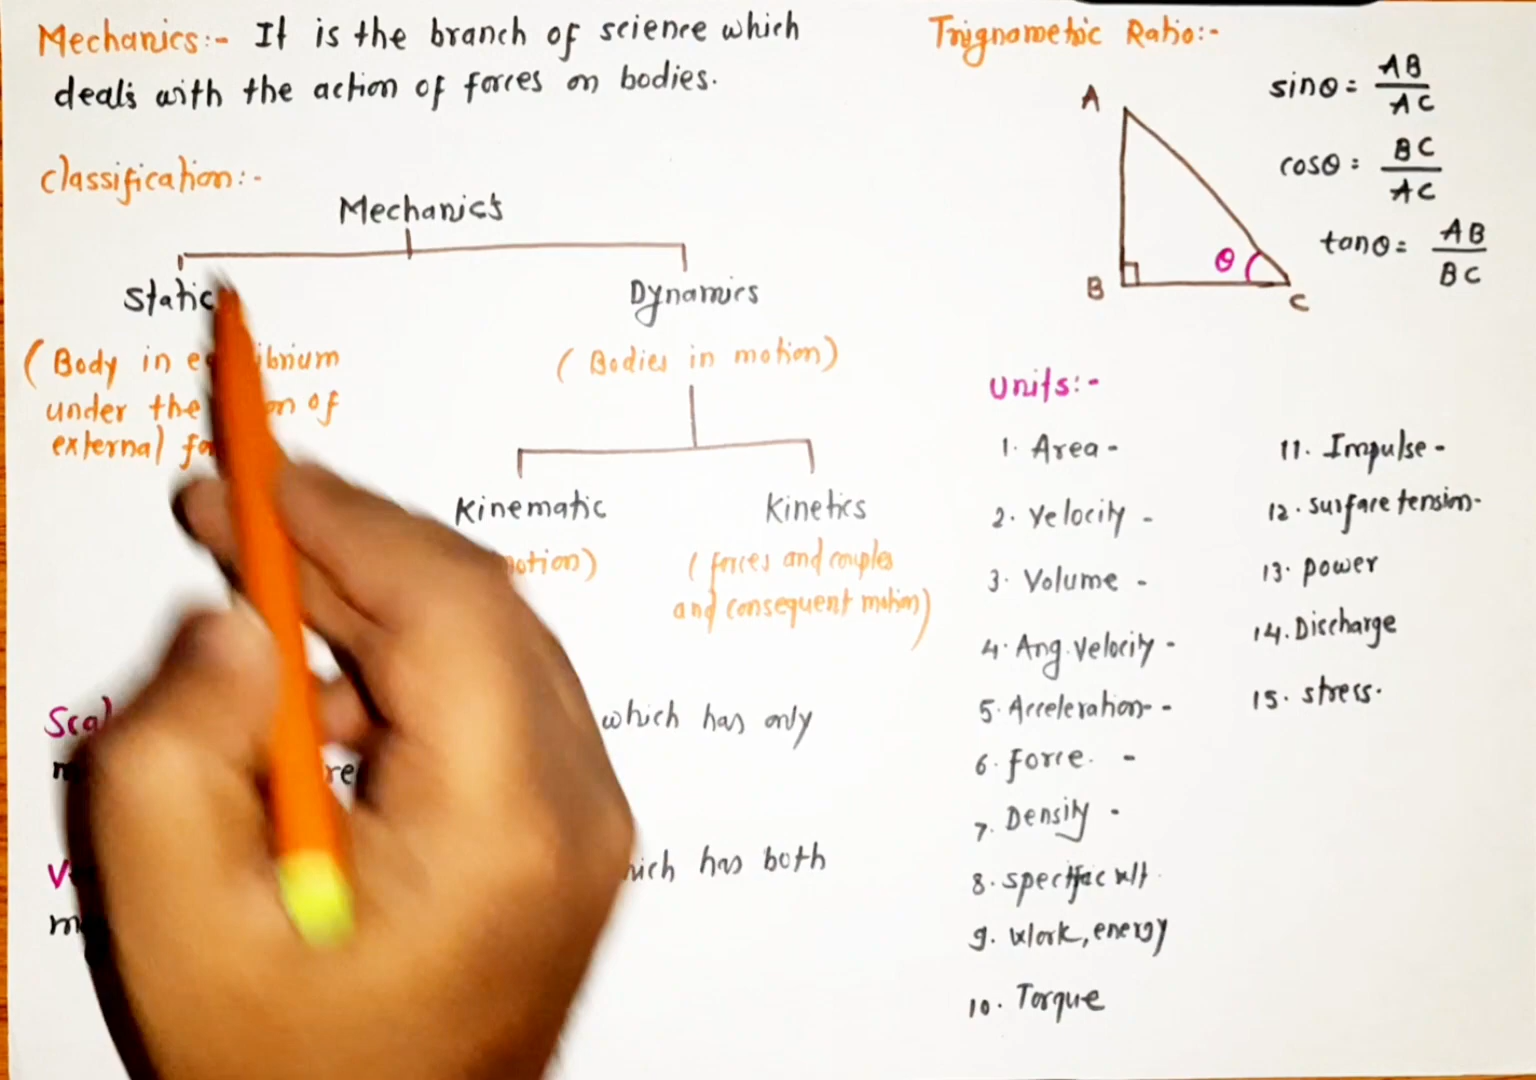 Mechanics:- It is the branch of science which
deals with the action of forces on bodies.
Classification:-
Mechanics
Static
Dynamics
(Body in
under the of
external
(Bodies in motion)
Kinematic
Kinetics
(forces and couples
and consequent motion)
which has only
which has both
Trignometric Ratio:-
A
B
C
θ
sinθ = AB/AC
cosθ = BC/AC
tanθ = AB/BC
Units:-
1. Area -
2. Velocity -
3. Volume -
4. Ang. Velocity -
5. Acceleration -
6. force. -
7. Density -
8.
9. Work, energy
10. Torque
11. Impulse -
12. Surface tension-
13. power
14. Discharge
15. stress.